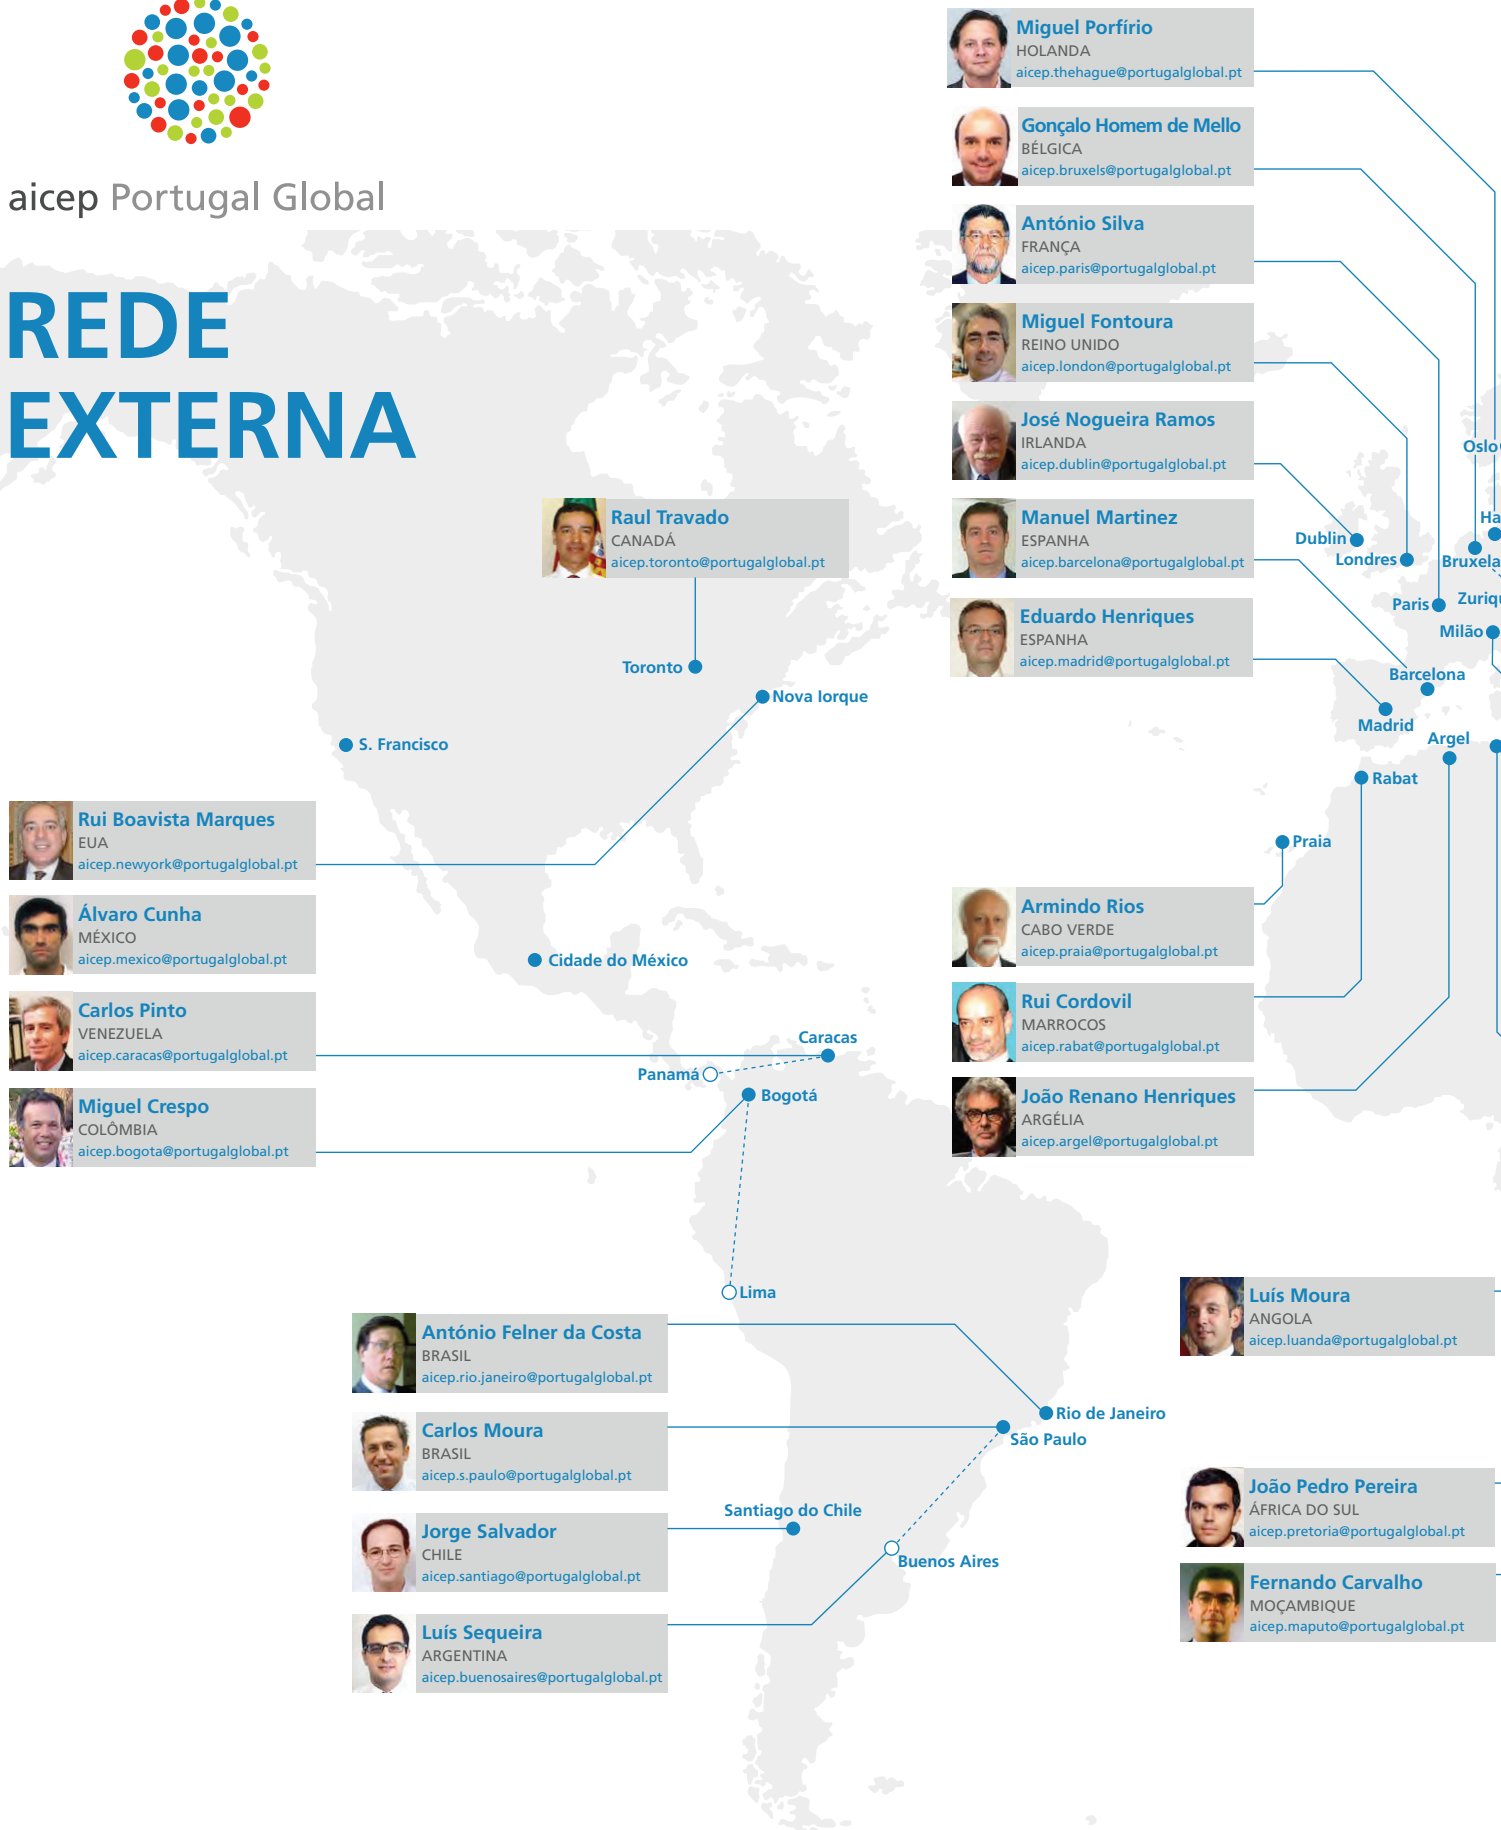 aicep Portugal Global
REDE
EXTERNA
Miguel Porfírio
HOLANDA
aicep.thehague@portugalglobal.pt
Gonçalo Homem de Mello
BÉLGICA
aicep.bruxels@portugalglobal.pt
António Silva
FRANÇA
aicep.paris@portugalglobal.pt
Miguel Fontoura
REINO UNIDO
aicep.london@portugalglobal.pt
José Nogueira Ramos
IRLANDA
aicep.dublin@portugalglobal.pt
Manuel Martinez
ESPANHA
aicep.barcelona@portugalglobal.pt
Eduardo Henriques
ESPANHA
aicep.madrid@portugalglobal.pt
Raul Travado
CANADÁ
aicep.toronto@portugalglobal.pt
Toronto
Nova Iorque
S. Francisco
Oslo
Ha
Dublin
Londres
Bruxela
Paris
Zuriqu
Milão
Barcelona
Madrid
Argel
Rabat
Praia
Rui Boavista Marques
EUA
aicep.newyork@portugalglobal.pt
Álvaro Cunha
MÉXICO
aicep.mexico@portugalglobal.pt
Cidade do México
Carlos Pinto
VENEZUELA
aicep.caracas@portugalglobal.pt
Caracas
Panamá
Miguel Crespo
COLÔMBIA
aicep.bogota@portugalglobal.pt
Bogotá
Lima
Armindo Rios
CABO VERDE
aicep.praia@portugalglobal.pt
Rui Cordovil
MARROCOS
aicep.rabat@portugalglobal.pt
João Renano Henriques
ARGÉLIA
aicep.argel@portugalglobal.pt
António Felner da Costa
BRASIL
aicep.rio.janeiro@portugalglobal.pt
Rio de Janeiro
Carlos Moura
BRASIL
aicep.s.paulo@portugalglobal.pt
São Paulo
Jorge Salvador
CHILE
aicep.santiago@portugalglobal.pt
Santiago do Chile
Buenos Aires
Luís Sequeira
ARGENTINA
aicep.buenosaires@portugalglobal.pt
Luís Moura
ANGOLA
aicep.luanda@portugalglobal.pt
João Pedro Pereira
ÁFRICA DO SUL
aicep.pretoria@portugalglobal.pt
Fernando Carvalho
MOÇAMBIQUE
aicep.maputo@portugalglobal.pt